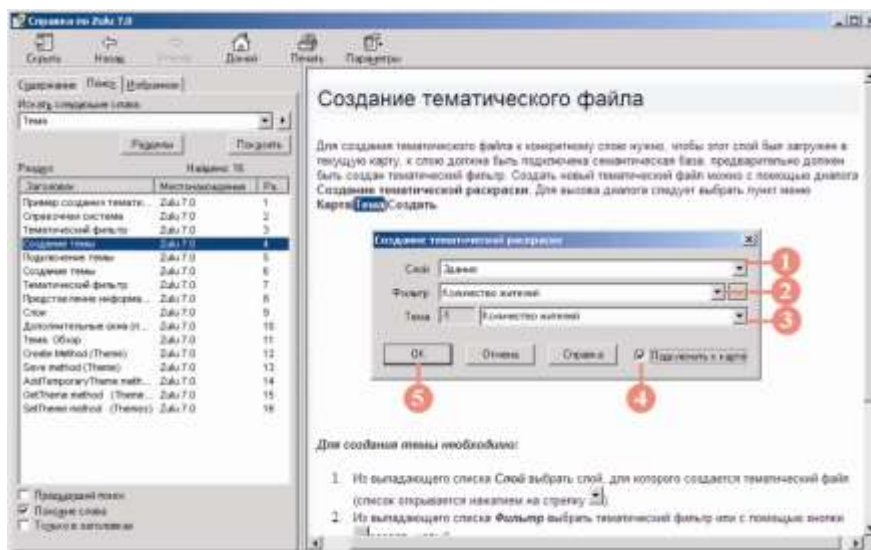 Справка по Zulu 7.0
Скрыть Назад Домой Печать Параметры
Содержание Поиск Избранное
Искать следующие слова:
Тема
Разделы Показать
Раздел: Найдено: 16
Заголовок Местонахождение Ра...
Пример создания темати... Zulu 7.0 1
Справочная система Zulu 7.0 2
Тематический фильтр Zulu 7.0 3
Создание темы Zulu 7.0 4
Подключение темы Zulu 7.0 5
Создание темы Zulu 7.0 6
Тематический фильтр Zulu 7.0 7
Представление информа... Zulu 7.0 8
Слои Zulu 7.0 9
Дополнительные окна (п... Zulu 7.0 10
Темы. Обзор Zulu 7.0 11
Create Method (Theme) Zulu 7.0 12
Save method (Theme) Zulu 7.0 13
AddTemporaryTheme meth... Zulu 7.0 14
GetTheme method (Theme... Zulu 7.0 15
SetTheme method (Themes) Zulu 7.0 16
Предыдущий поиск
Похожие слова
Только в заголовках
Создание тематического файла
Для создания тематического файла к конкретному слою нужно, чтобы этот слой был загружен в
текущую карту, к слою должна быть подключена семантическая база, предварительно должен
быть создан тематический фильтр. Создать новый тематический файл можно с помощью диалога
Создание тематической раскраски. Для вызова диалога следует выбрать пункт меню
Карта|Тема|Создать.
Создание тематической раскраски
Слой Здания 1
Фильтр Количество жителей 2
Тема Количество жителей 3
ОК Отмена Справка Подключить к карте
5 4
Для создания темы необходимо:
1. Из выпадающего списка Слой выбрать слой, для которого создается тематический файл
(список открывается нажатием на стрелку ).
2. Из выпадающего списка Фильтр выбрать тематический фильтр или с помощью кнопки